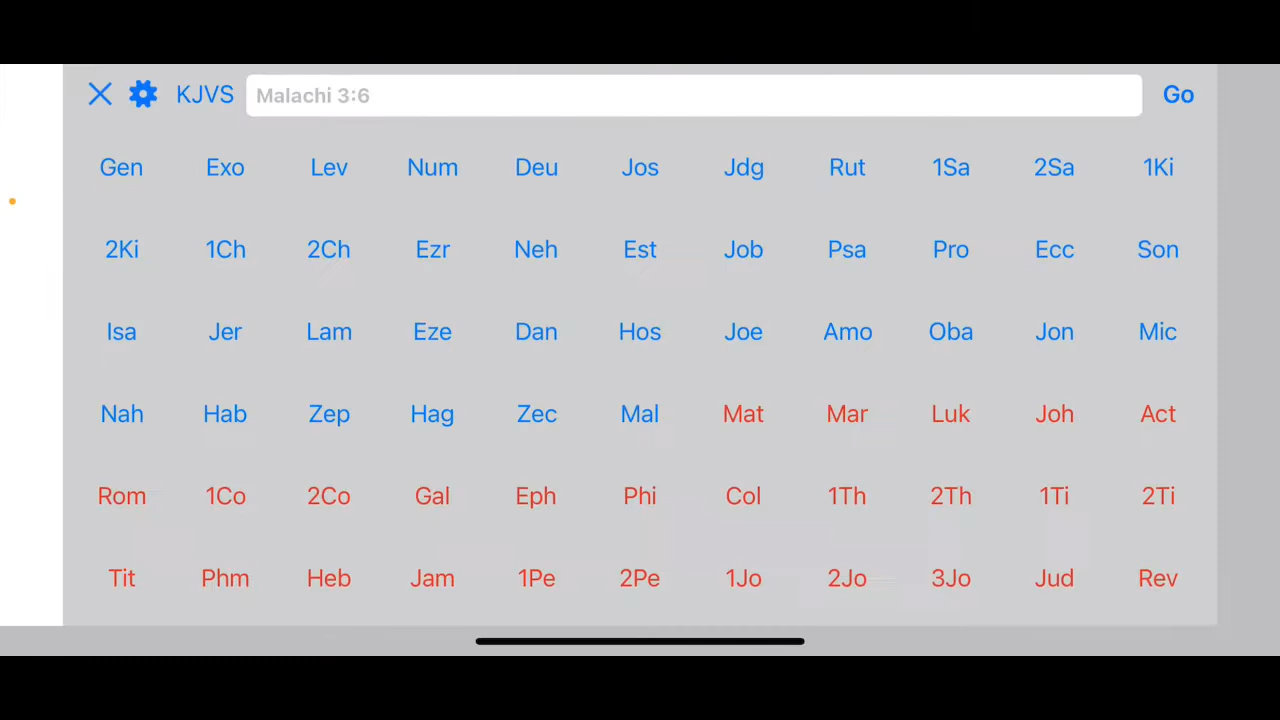 KJVS Malachi 3:6 Go
Gen Exo Lev Num Deu Jos Jdg Rut 1Sa 2Sa 1Ki
2Ki 1Ch 2Ch Ezr Neh Est Job Psa Pro Ecc Son
Isa Jer Lam Eze Dan Hos Joe Amo Oba Jon Mic
Nah Hab Zep Hag Zec Mal Mat Mar Luk Joh Act
Rom 1Co 2Co Gal Eph Phi Col 1Th 2Th 1Ti 2Ti
Tit Phm Heb Jam 1Pe 2Pe 1Jo 2Jo 3Jo Jud Rev